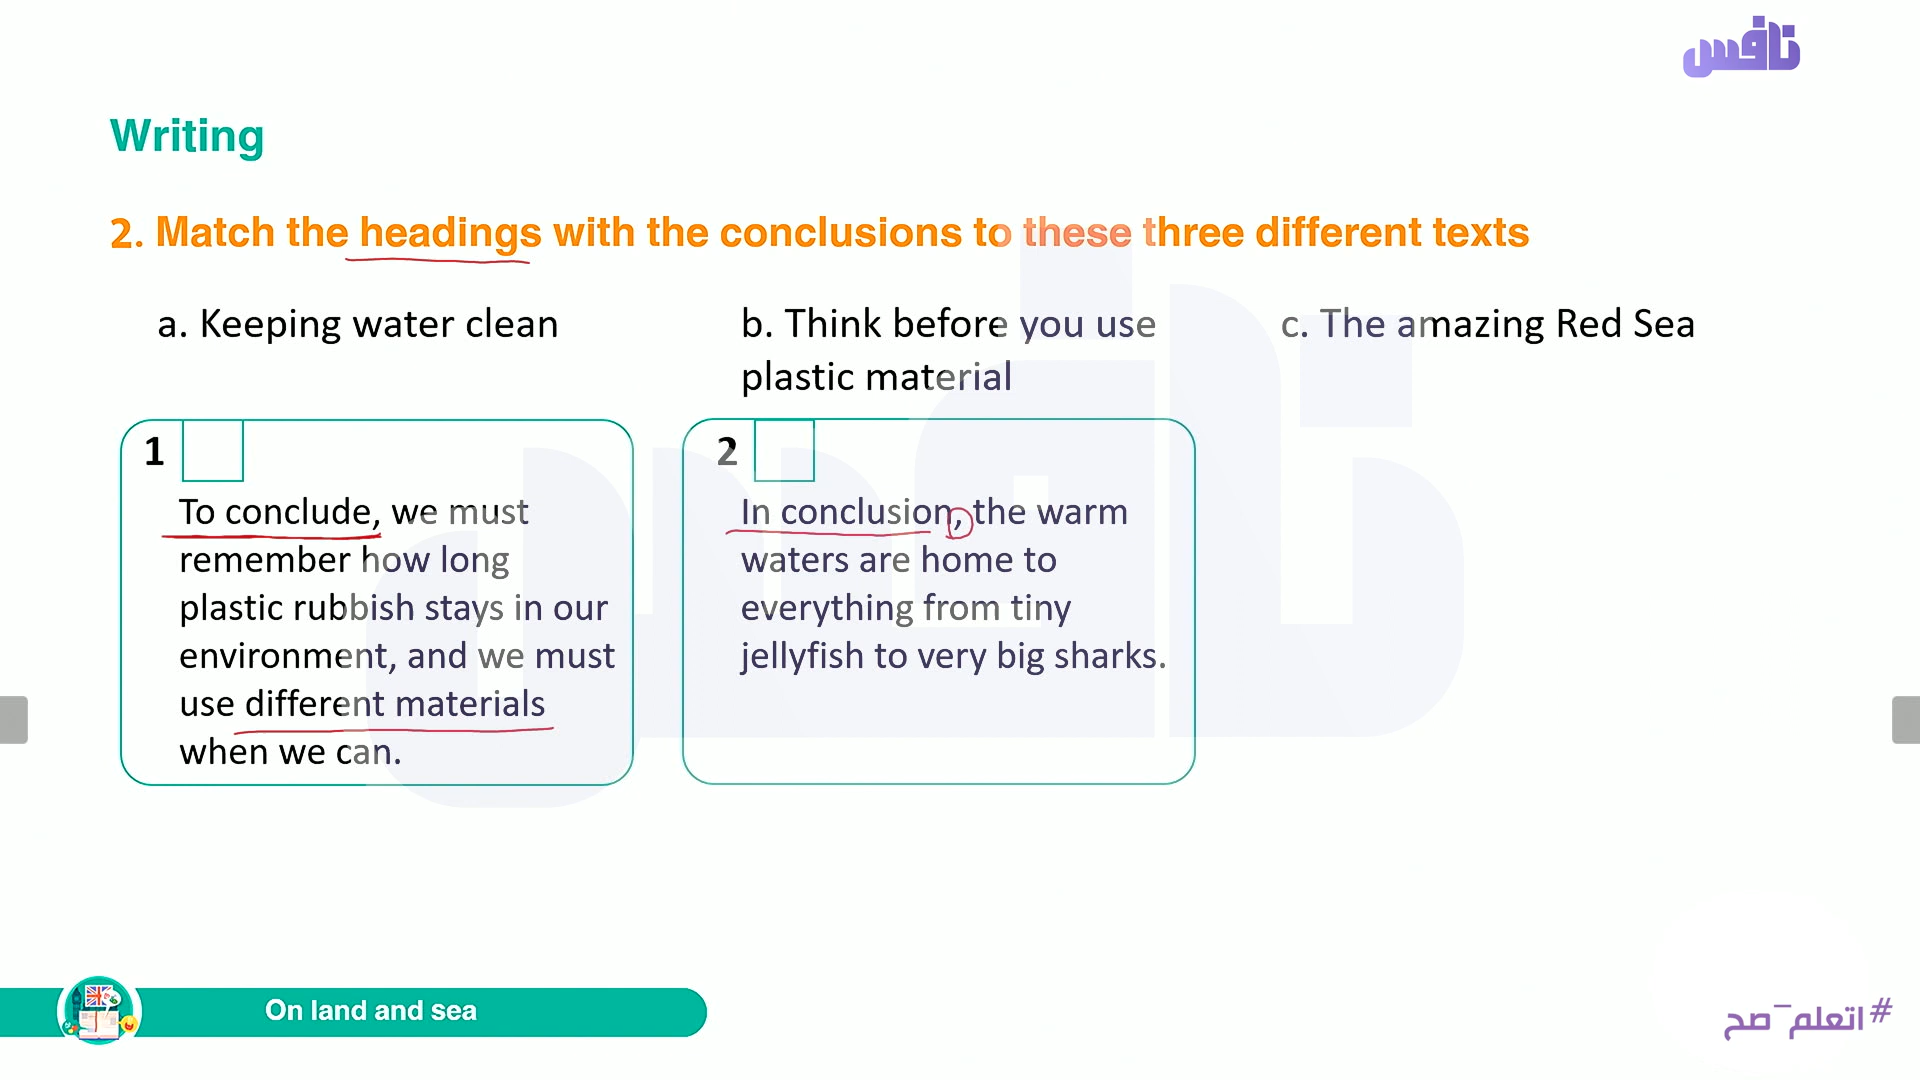 نافس
Writing
2. Match the headings with the conclusions to these three different texts
a. Keeping water clean
b. Think before you use
plastic material
c. The amazing Red Sea
1
To conclude, we must
remember how long
plastic rubbish stays in our
environment, and we must
use different materials
when we can.
2
In conclusion, the warm
waters are home to
everything from tiny
jellyfish to very big sharks.
On land and sea
#اتعلم_صح